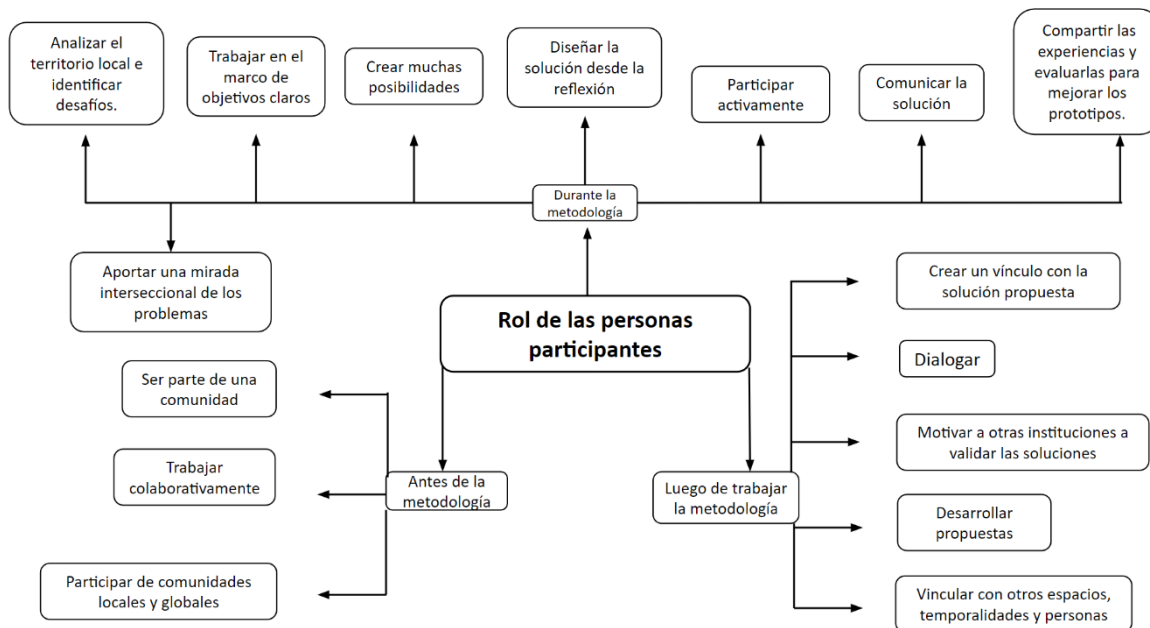 Analizar el
territorio local e
identificar
desafíos.
Trabajar en el
marco de
objetivos claros
Crear muchas
posibilidades
Diseñar la
solución desde la
reflexión
Participar
activamente
Comunicar la
solución
Compartir las
experiencias y
evaluarlas para
mejorar los
prototipos.
Durante la
metodología
Aportar una mirada
interseccional de los
problemas
Rol de las personas
participantes
Ser parte de una
comunidad
Trabajar
colaborativamente
Participar de comunidades
locales y globales
Antes de la
metodología
Luego de trabajar
la metodología
Crear un vínculo con la
solución propuesta
Dialogar
Motivar a otras instituciones a
validar las soluciones
Desarrollar
propuestas
Vincular con otros espacios,
temporalidades y personas